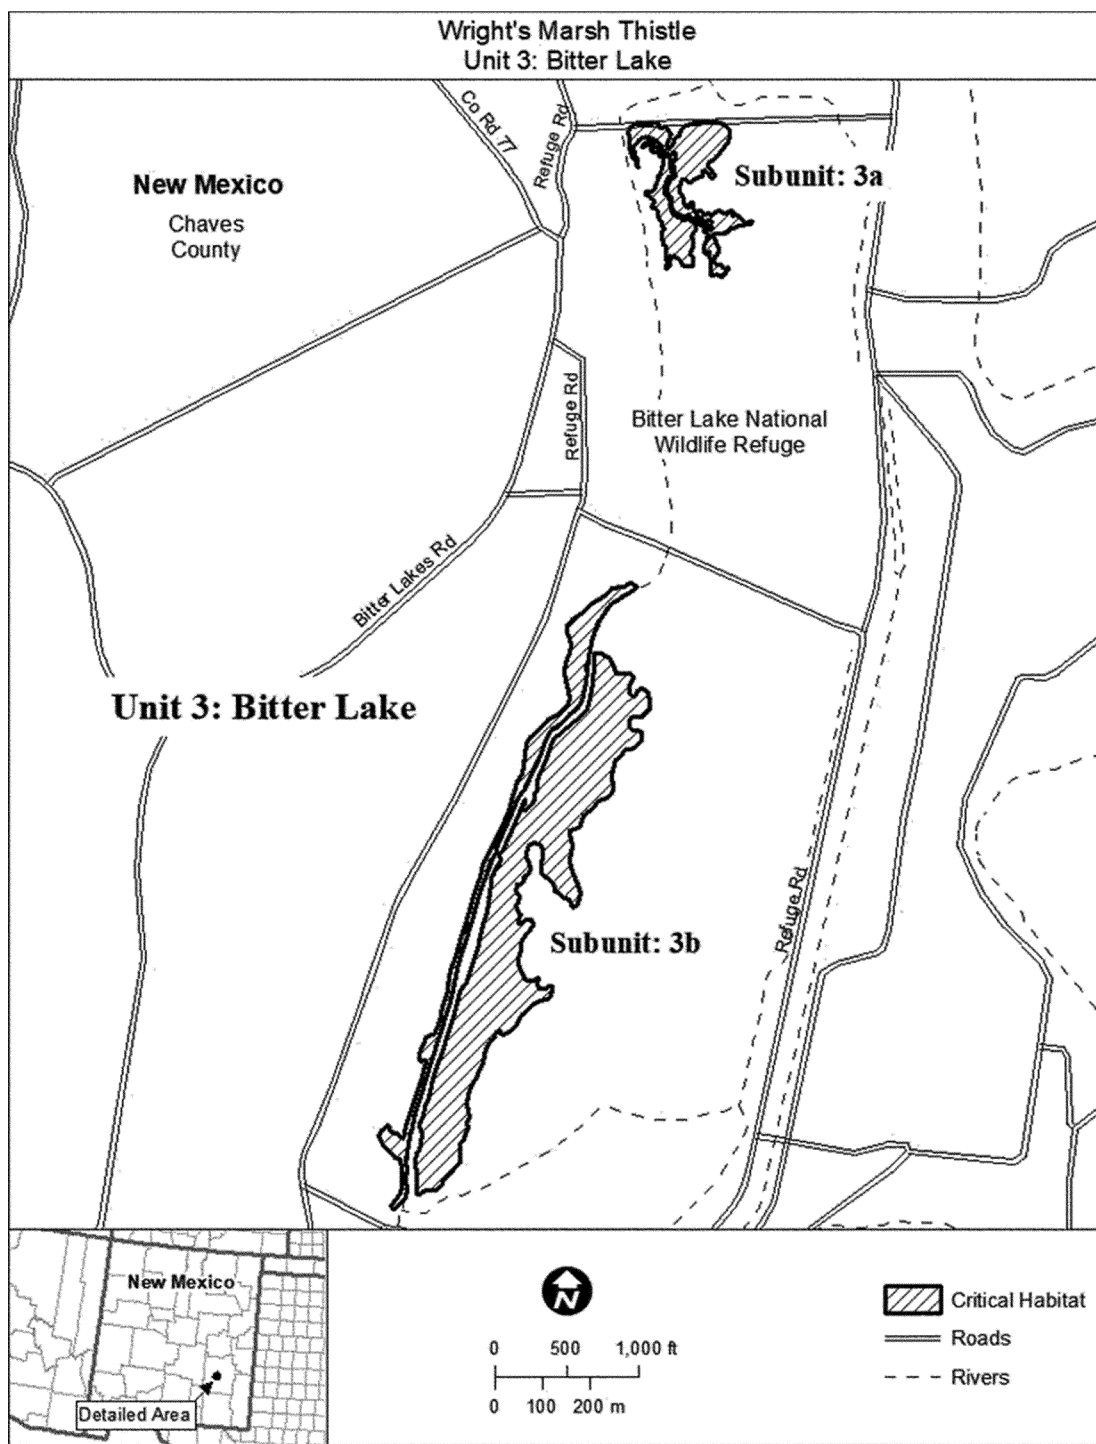 Wright's Marsh Thistle
Unit 3: Bitter Lake
Co Rd 77
Refuge Rd
New Mexico
Chaves
County
Subunit: 3a
Refuge Rd
Bitter Lake National
Wildlife Refuge
Bitter Lakes Rd
Unit 3: Bitter Lake
Refuge Rd
Subunit: 3b
New Mexico
Detailed Area
N
0 500 1,000 ft
0 100 200 m
Critical Habitat
Roads
Rivers